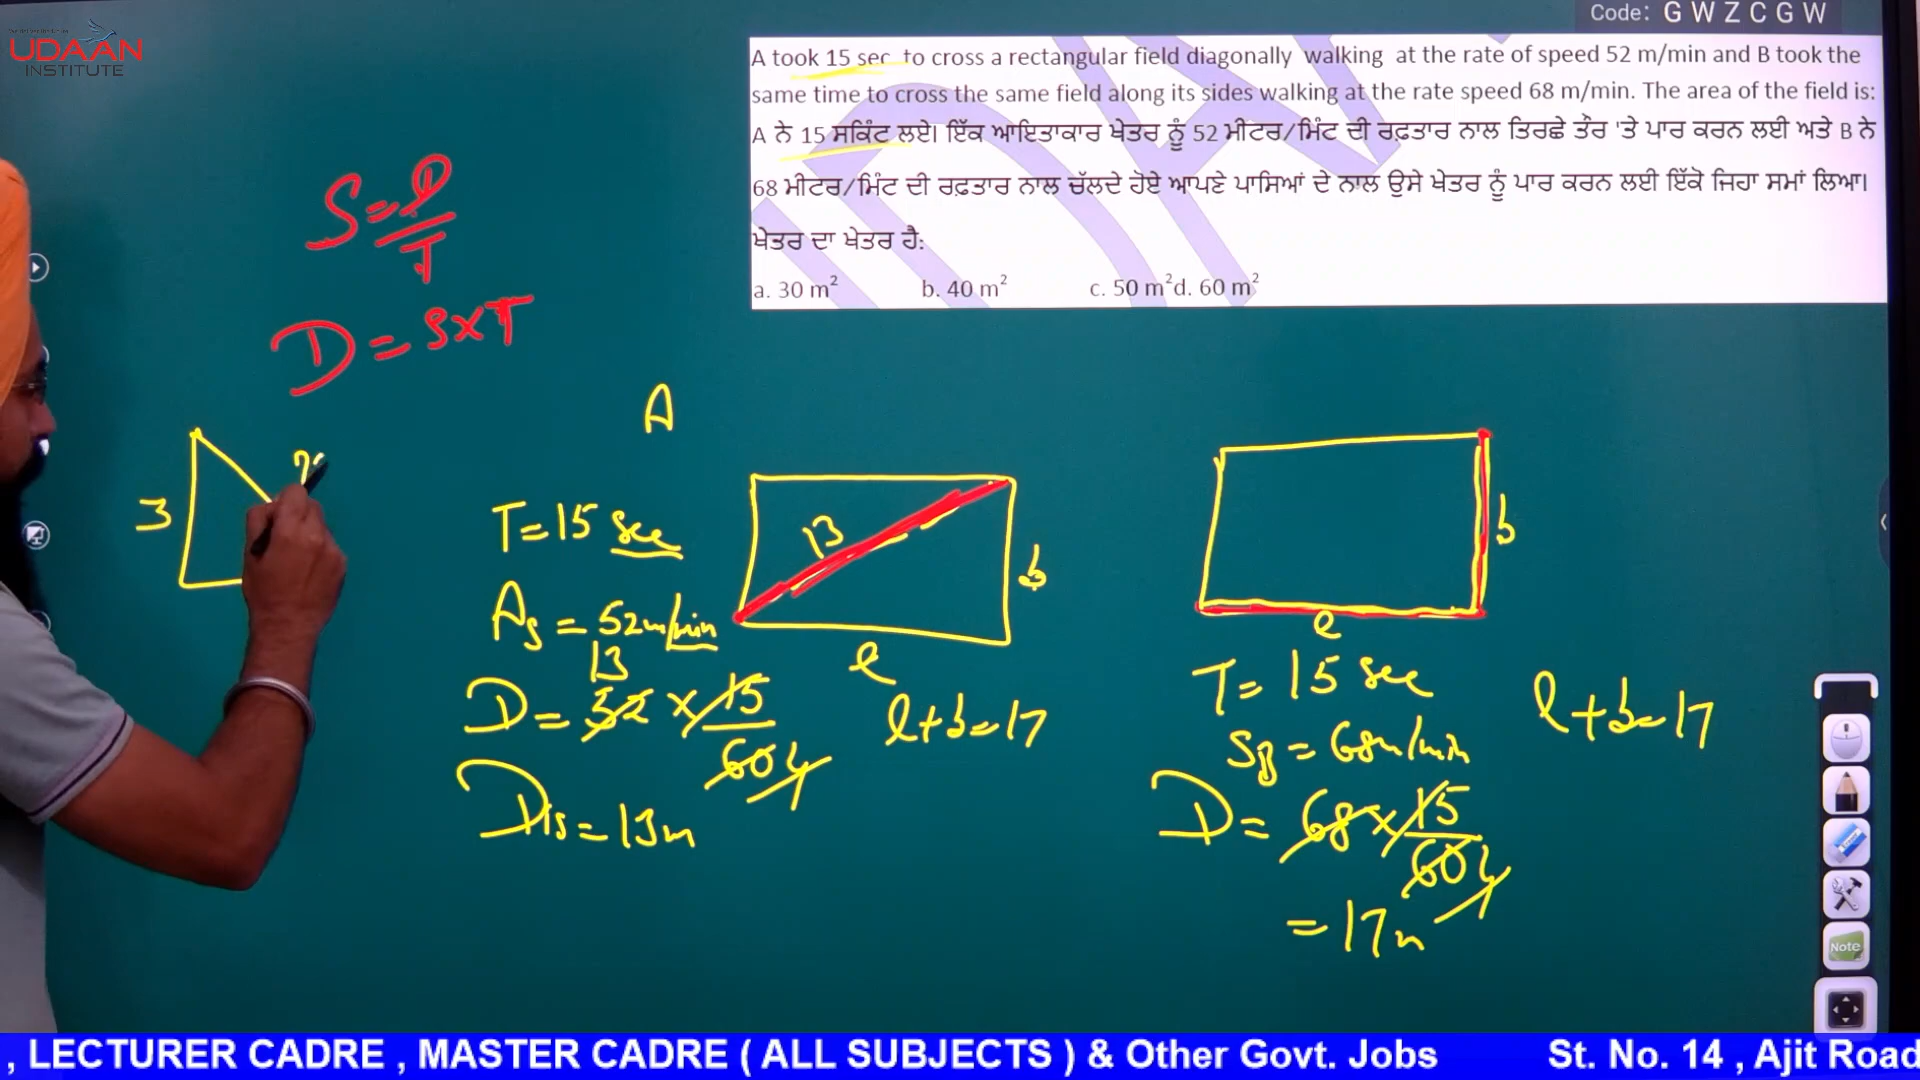 Code: G W Z C G W
UDAAN
INSTITUTE
A took 15 sec to cross a rectangular field diagonally walking at the rate of speed 52 m/min and B took the
same time to cross the same field along its sides walking at the rate speed 68 m/min. The area of the field is:
A ਨੇ 15 ਸਕਿੰਟ ਲਏ। ਇੱਕ ਆਇਤਾਕਾਰ ਖੇਤਰ ਨੂੰ 52 ਮੀਟਰ/ਮਿੰਟ ਦੀ ਰਫ਼ਤਾਰ ਨਾਲ ਤਿਰਛੇ ਤੌਰ 'ਤੇ ਪਾਰ ਕਰਨ ਲਈ ਅਤੇ B ਨੇ
68 ਮੀਟਰ/ਮਿੰਟ ਦੀ ਰਫ਼ਤਾਰ ਨਾਲ ਚੱਲਦੇ ਹੋਏ ਆਪਣੇ ਪਾਸਿਆਂ ਦੇ ਨਾਲ ਉਸੇ ਖੇਤਰ ਨੂੰ ਪਾਰ ਕਰਨ ਲਈ ਇੱਕੋ ਜਿਹਾ ਸਮਾਂ ਲਿਆ।
ਖੇਤਰ ਦਾ ਖੇਤਰ ਹੈ:
a. 30 m² b. 40 m² c. 50 m²d. 60 m²
S = D/T
D = S×T
A
3
T = 15 sec
13
b
l
As = 52m/min
13
D = 52 × 15/60 4
l+b=17
Dis = 13m
b
l
T = 15 sec
l+b=17
SB = 68m/min
D = 68×15/60 4
= 17m
Note
, LECTURER CADRE , MASTER CADRE ( ALL SUBJECTS ) & Other Govt. Jobs St. No. 14 , Ajit Road